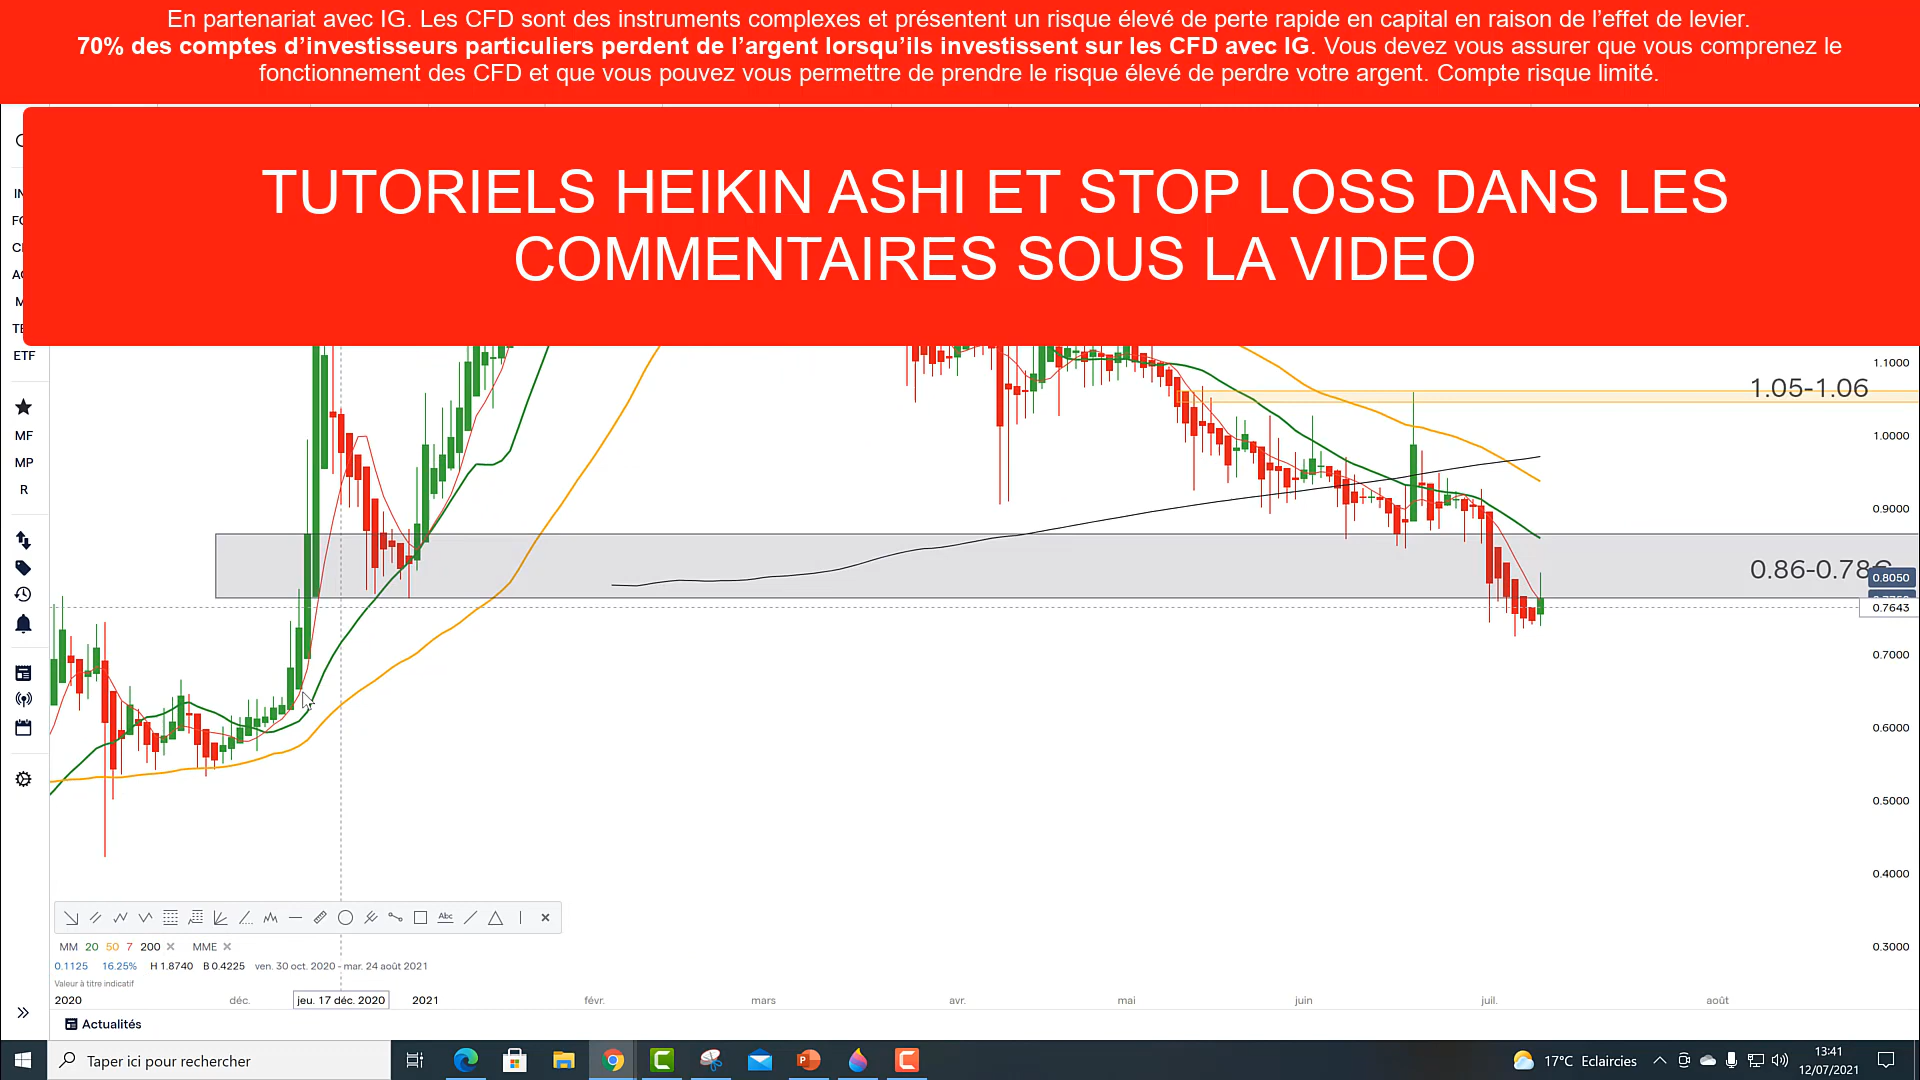 En partenariat avec IG. Les CFD sont des instruments complexes et présentent un risque élevé de perte rapide en capital en raison de l'effet de levier.
70% des comptes d'investisseurs particuliers perdent de l'argent lorsqu'ils investissent sur les CFD avec IG. Vous devez vous assurer que vous comprenez le
fonctionnement des CFD et que vous pouvez vous permettre de prendre le risque élevé de perdre votre argent. Compte risque limité.
TUTORIELS HEIKIN ASHI ET STOP LOSS DANS LES
COMMENTAIRES SOUS LA VIDEO
ETF
MF
MP
R
1.1000
1.05-1.06
1.0000
0.9000
0.86-0.78
0.8050
0.7643
0.7000
0.6000
0.5000
0.4000
0.3000
Abc
MM 20 50 7 200 MME
0.1125 16.25% H 1.8740 B 0.4225 ven. 30 oct. 2020 - mar. 24 août 2021
Valeur à titre indicatif
2020 déc. jeu. 17 déc. 2020 2021 févr. mars avr. mai juin juil. août
Actualités
Taper ici pour rechercher
17°C Eclaircies
13:41
12/07/2021